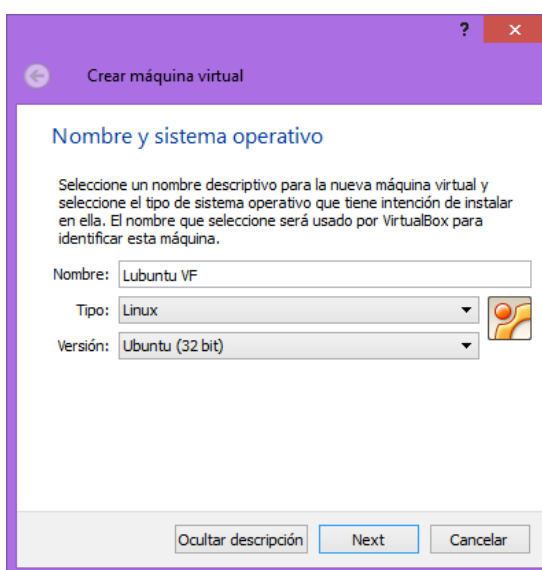 ?
Crear máquina virtual
Nombre y sistema operativo
Seleccione un nombre descriptivo para la nueva máquina virtual y
seleccione el tipo de sistema operativo que tiene intención de instalar
en ella. El nombre que seleccione será usado por VirtualBox para
identificar esta máquina.
Nombre: Lubuntu VF
Tipo: Linux
Versión: Ubuntu (32 bit)
Ocultar descripción Next Cancelar